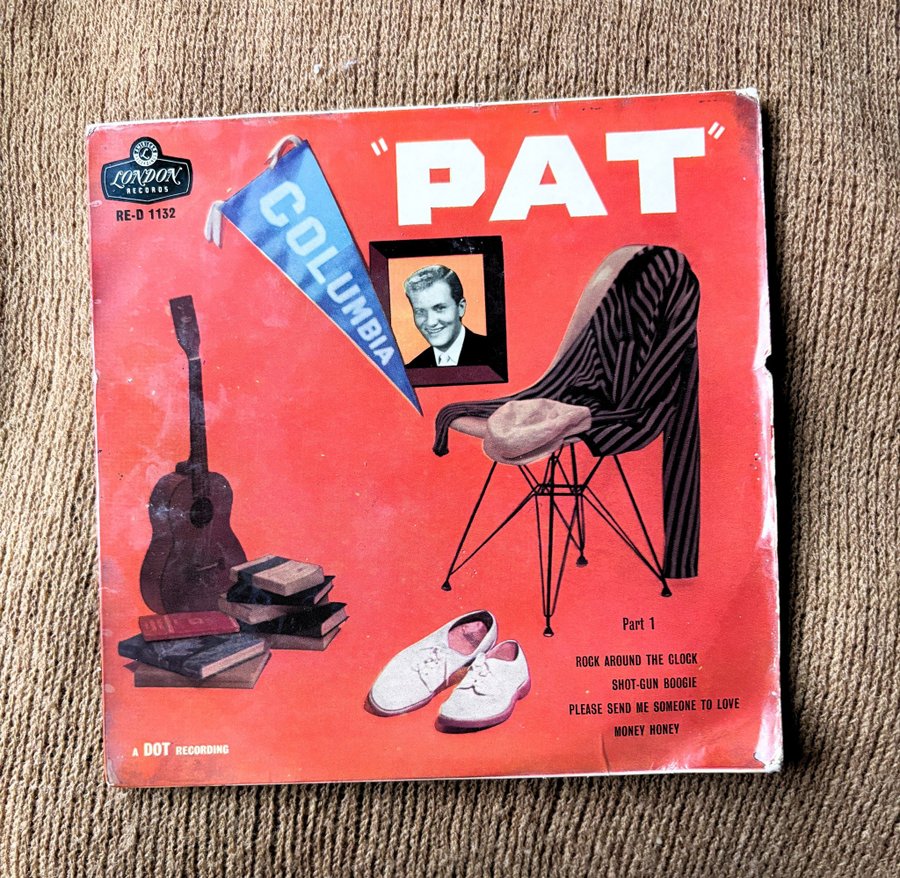 "PAT"
LONDON
RECORDS
RE-D 1132
COLUMBIA
Part 1
ROCK AROUND THE CLOCK
SHOT-GUN BOOGIE
PLEASE SEND ME SOMEONE TO LOVE
MONEY HONEY
A DOT RECORDING